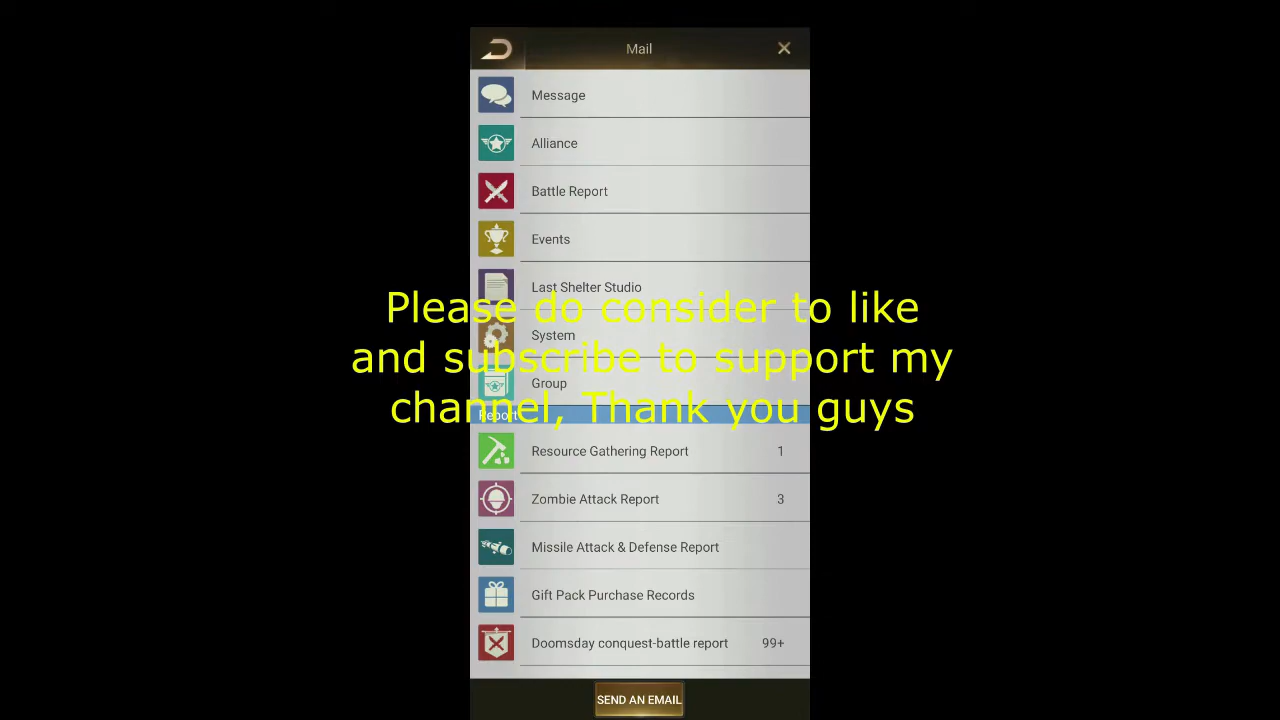 Mail
Message
Alliance
Battle Report
Events
Last Shelter Studio
Please do consider to like
System
and subscribe to support my
Group
channel, Thank you guys
Report
Resource Gathering Report 1
Zombie Attack Report 3
Missile Attack & Defense Report
Gift Pack Purchase Records
Doomsday conquest-battle report 99+
SEND AN EMAIL